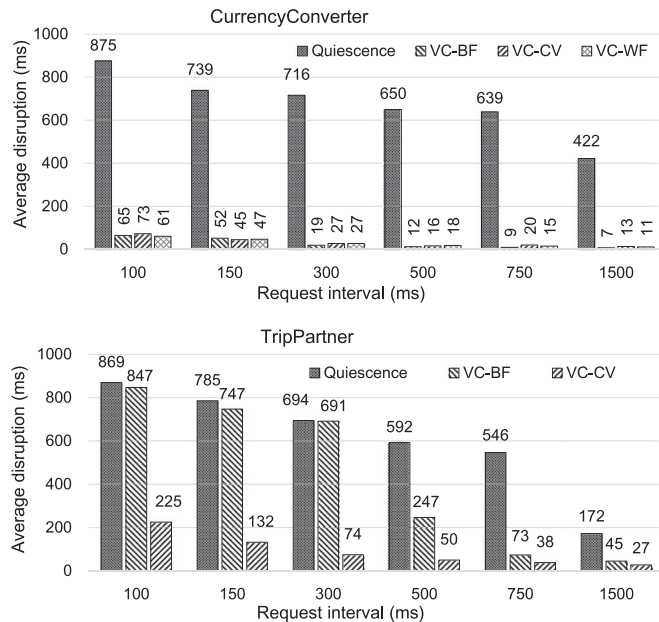 CurrencyConverter
1000
800
600
400
200
0
Average disruption (ms)
Quiescence VC-BF VC-CV VC-WF
875 65 73 61
739 52 45 47
716 19 27 27
650 12 16 18
639 9 20 15
422 7 13 11
100 150 300 500 750 1500
Request interval (ms)
TripPartner
1000
800
600
400
200
0
Average disruption (ms)
Quiescence VC-BF VC-CV
869 847 225
785 747 132
694 691 74
592 247 50
546 73 38
172 45 27
100 150 300 500 750 1500
Request interval (ms)